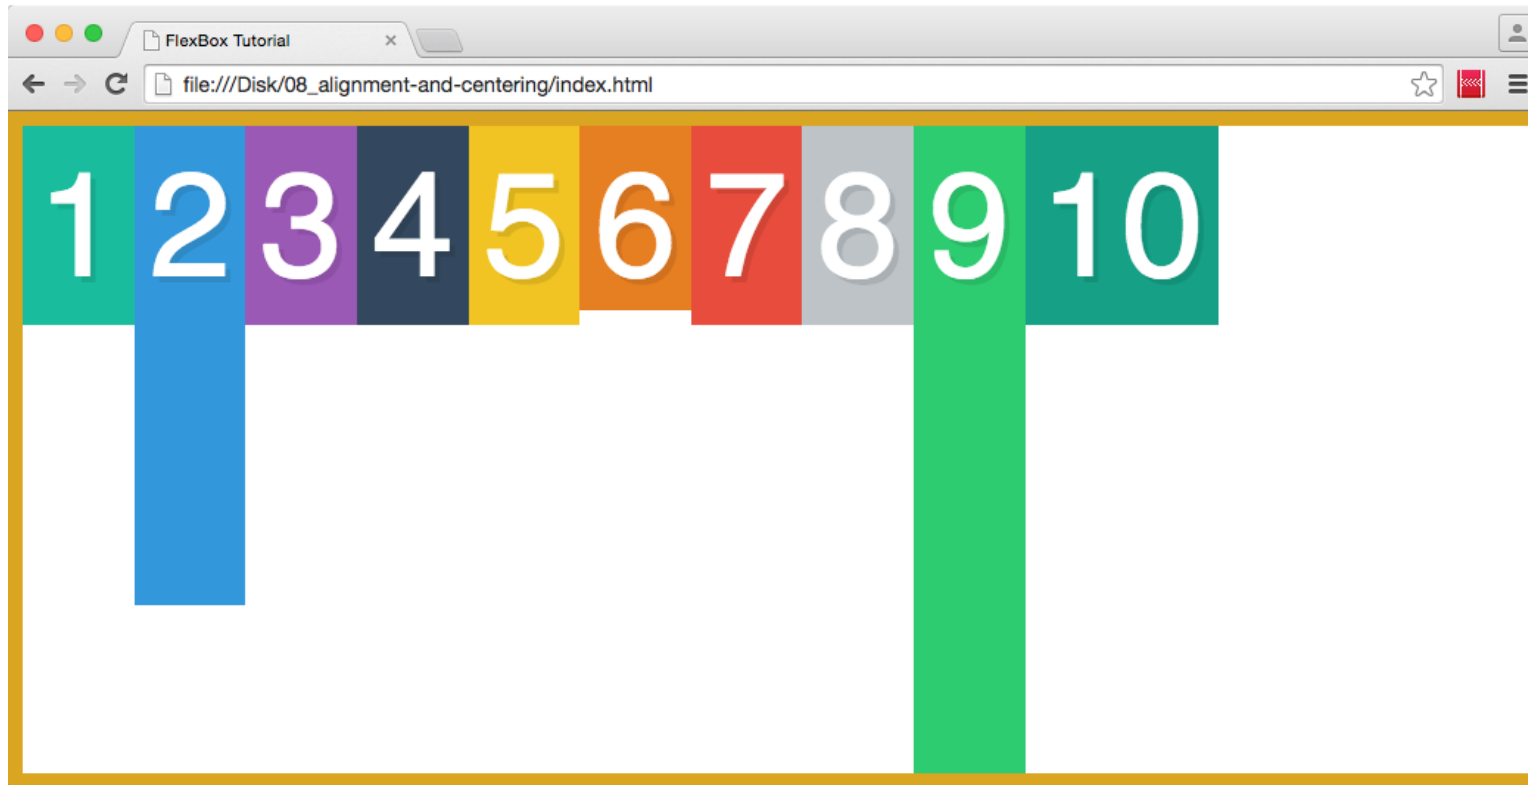 FlexBox Tutorial
file:///Disk/08_alignment-and-centering/index.html
1 2 3 4 5 6 7 8 9 10